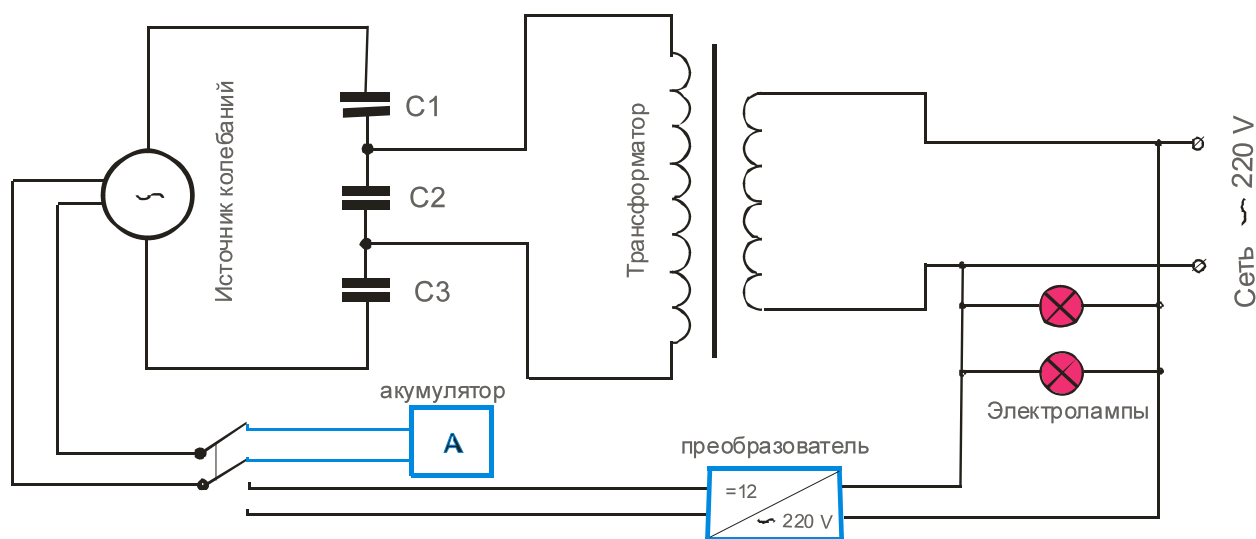 Источник колебаний
C1
C2
C3
Трансформатор
Сеть ~ 220 V
Электролампы
акумулятор
A
преобразователь
=12
~ 220 V